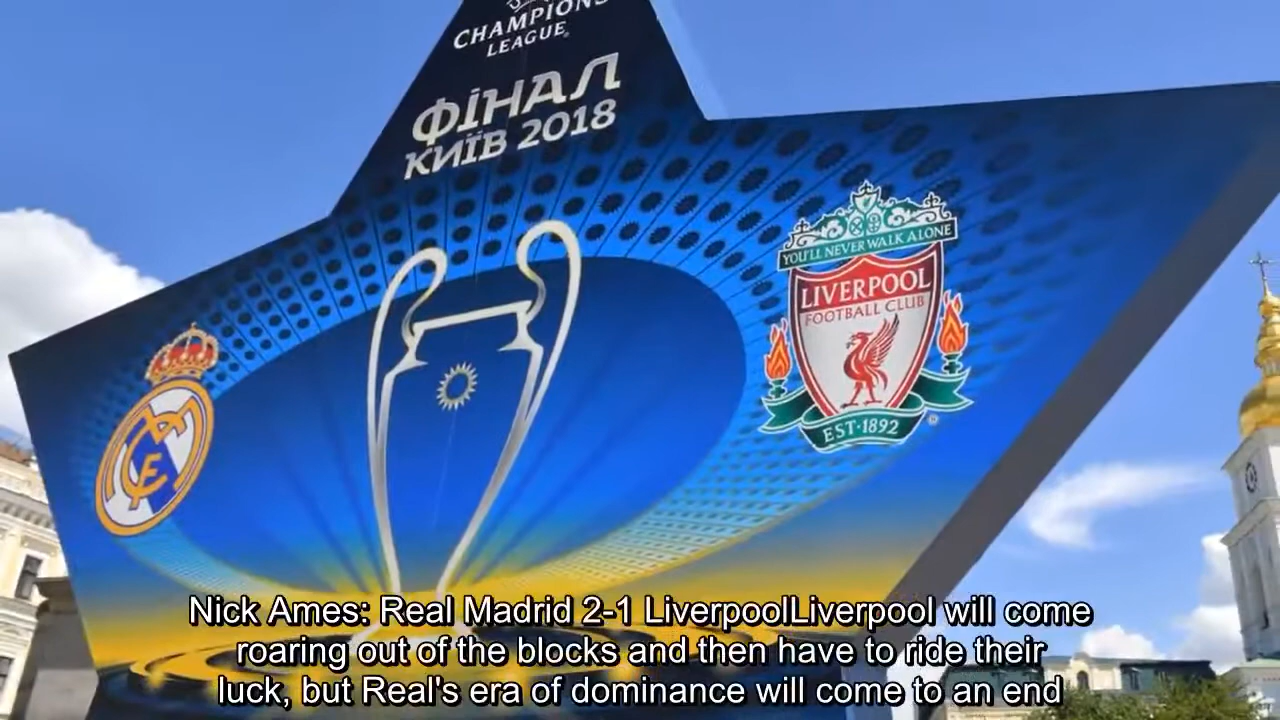 CHAMPIONS
LEAGUE
ФІНАЛ
КИЇВ 2018
YOU'LL NEVER WALK ALONE
LIVERPOOL
FOOTBALL CLUB
EST·1892
Nick Ames: Real Madrid 2-1 LiverpoolLiverpool will come
roaring out of the blocks and then have to ride their
luck, but Real's era of dominance will come to an end